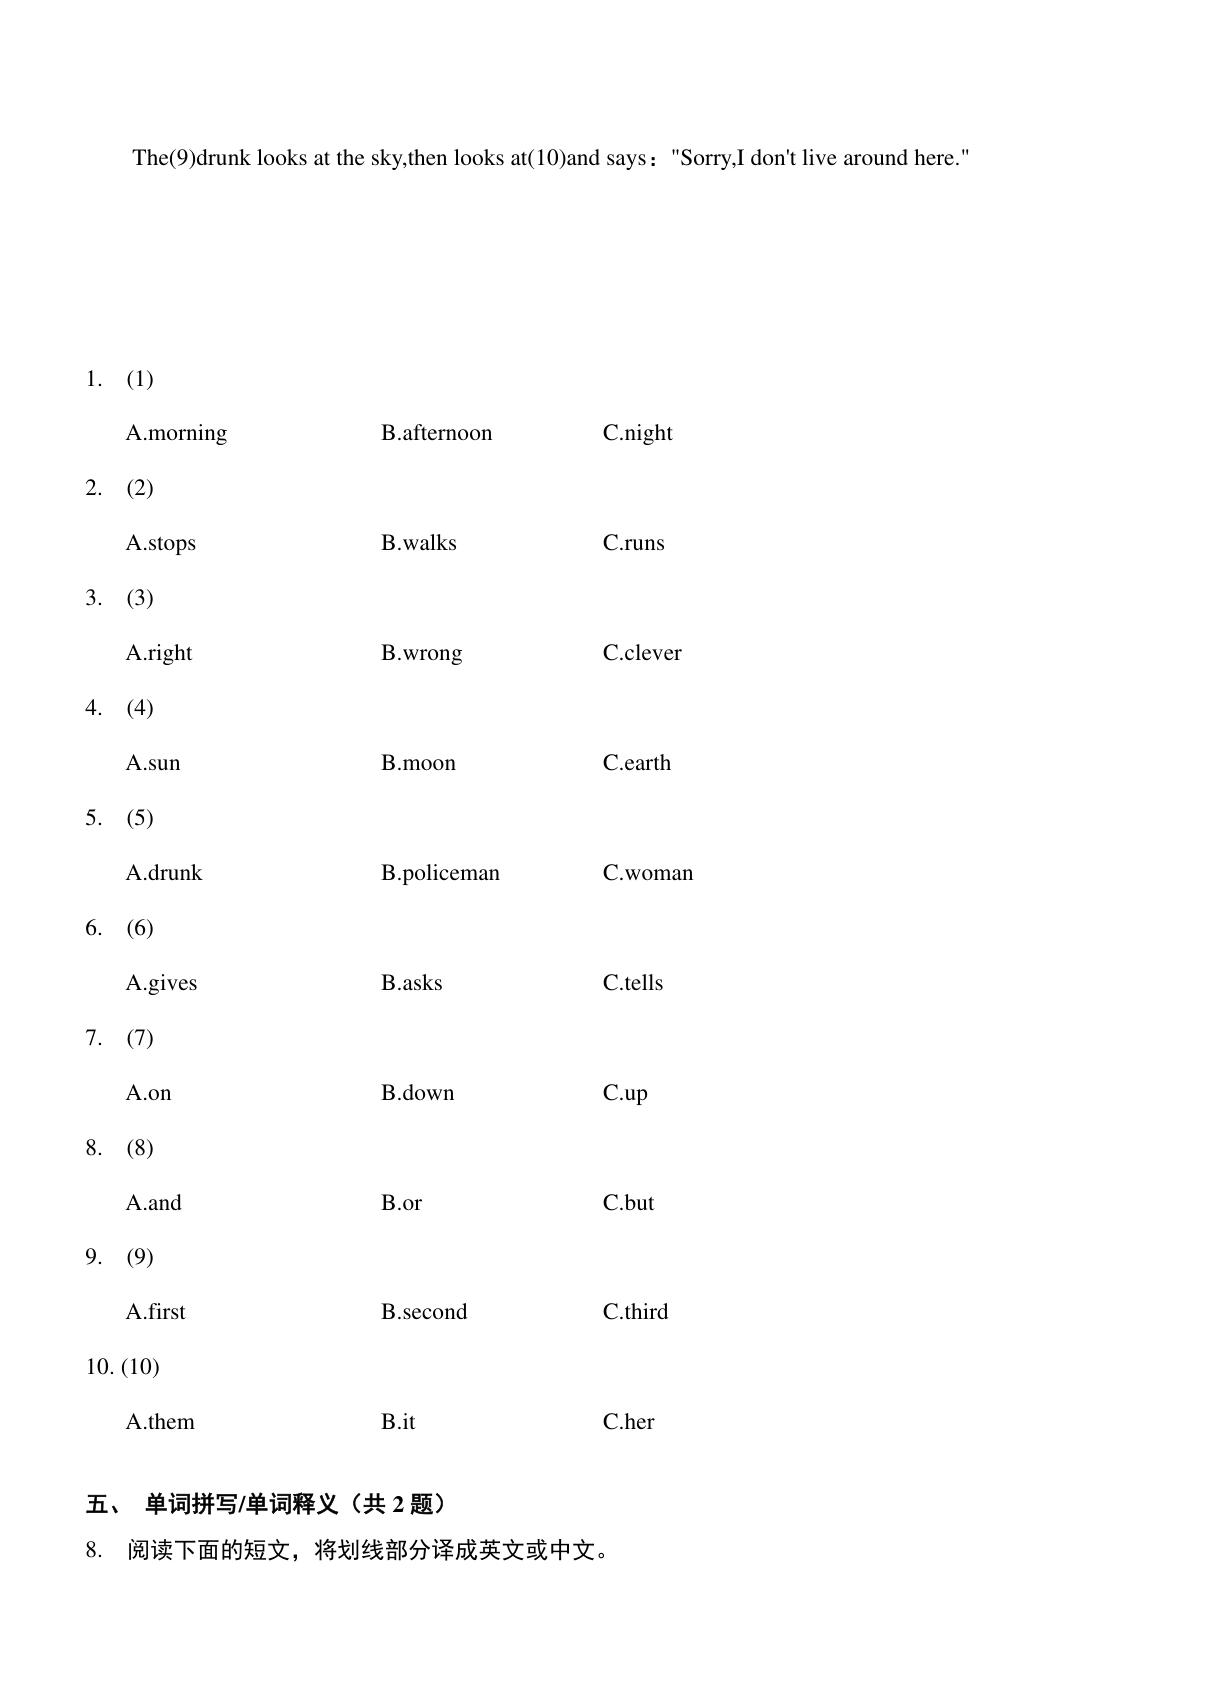 The(9)drunk looks at the sky,then looks at(10)and says："Sorry,I don't live around here."
1. (1)
A.morning B.afternoon C.night
2. (2)
A.stops B.walks C.runs
3. (3)
A.right B.wrong C.clever
4. (4)
A.sun B.moon C.earth
5. (5)
A.drunk B.policeman C.woman
6. (6)
A.gives B.asks C.tells
7. (7)
A.on B.down C.up
8. (8)
A.and B.or C.but
9. (9)
A.first B.second C.third
10. (10)
A.them B.it C.her
五、 单词拼写/单词释义（共 2 题）
8. 阅读下面的短文，将划线部分译成英文或中文。